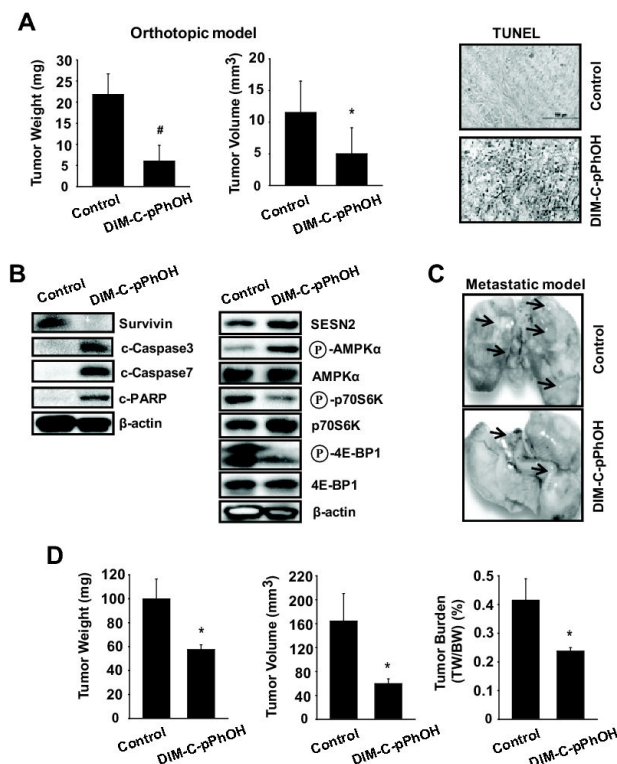 A
Orthotopic model
TUNEL
Tumor Weight (mg)
30
25
20
15
10
5
0
#
Control
DIM-C-pPhOH
Tumor Volume (mm3)
20
15
10
5
0
*
Control
DIM-C-pPhOH
Control
DIM-C-pPhOH
B
Control
DIM-C-pPhOH
Survivin
c-Caspase3
c-Caspase7
c-PARP
β-actin
Control
DIM-C-pPhOH
SESN2
Ⓟ-AMPKα
AMPKα
Ⓟ-p70S6K
p70S6K
Ⓟ-4E-BP1
4E-BP1
β-actin
C
Metastatic model
Control
DIM-C-pPhOH
D
Tumor Weight (mg)
120
100
80
60
40
20
0
*
Control
DIM-C-pPhOH
Tumor Volume (mm3)
220
160
120
80
40
0
*
Control
DIM-C-pPhOH
Tumor Burden
(TW/BW) (%)
0.5
0.4
0.3
0.2
0.1
0
*
Control
DIM-C-pPhOH